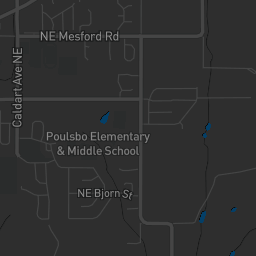 NE Mesford Rd
Caldart Ave NE
Poulsbo Elementary
& Middle School
NE Bjorn St